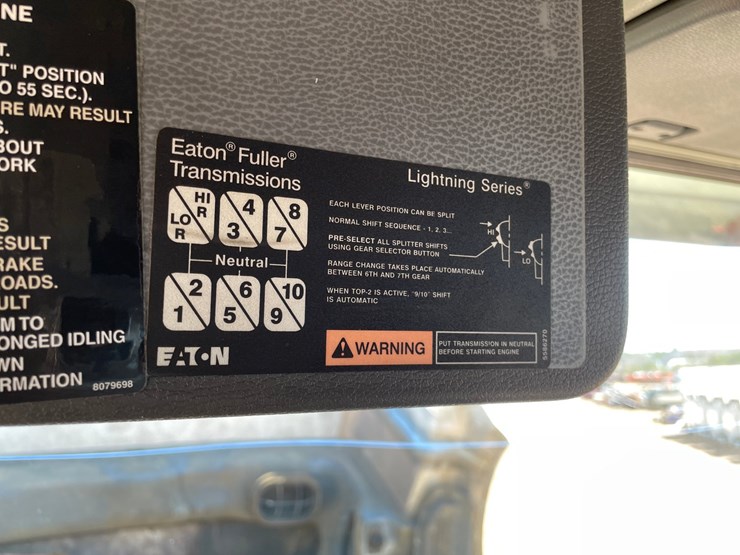 NE
T.
T" POSITION
O 55 SEC.).
RE MAY RESULT
S.
BOUT
ORK
S
ESULT
RAKE
OADS.
ULT
M TO
ONGED IDLING
WN
RMATION
8079698
Eaton® Fuller®
Transmissions
Lightning Series®
HI
R
LO
R
4
3
8
7
Neutral
2
1
6
5
10
9
EACH LEVER POSITION CAN BE SPLIT
NORMAL SHIFT SEQUENCE - 1, 2, 3...
PRE-SELECT ALL SPLITTER SHIFTS
USING GEAR SELECTOR BUTTON
RANGE CHANGE TAKES PLACE AUTOMATICALLY
BETWEEN 6TH AND 7TH GEAR
WHEN TOP-2 IS ACTIVE, "9/10" SHIFT
IS AUTOMATIC
HI
LO
EATON
WARNING
PUT TRANSMISSION IN NEUTRAL
BEFORE STARTING ENGINE